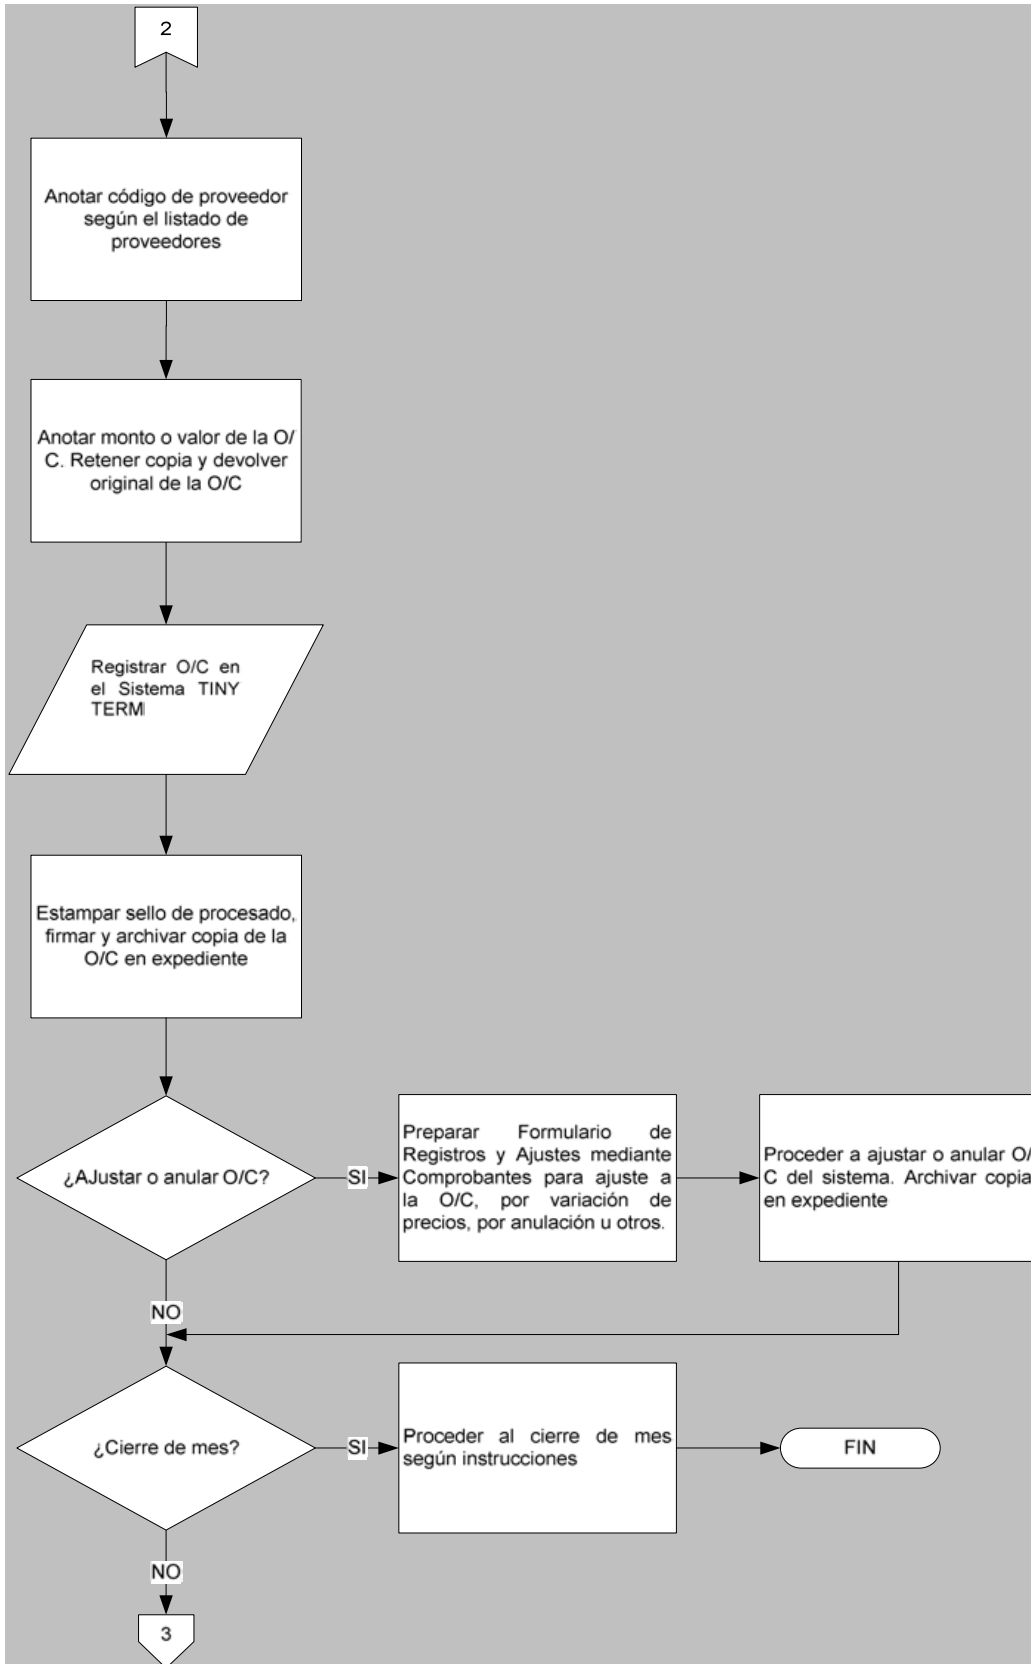 2
Anotar código de proveedor
según el listado de
proveedores
Anotar monto o valor de la O/
C. Retener copia y devolver
original de la O/C
Registrar O/C en
el Sistema TINY
TERM
Estampar sello de procesado,
firmar y archivar copia de la
O/C en expediente
¿AJustar o anular O/C?
SI
Preparar Formulario de
Registros y Ajustes mediante
Comprobantes para ajuste a
la O/C, por variación de
precios, por anulación u otros.
Proceder a ajustar o anular O/
C del sistema. Archivar copia
en expediente
NO
¿Cierre de mes?
SI
Proceder al cierre de mes
según instrucciones
FIN
NO
3